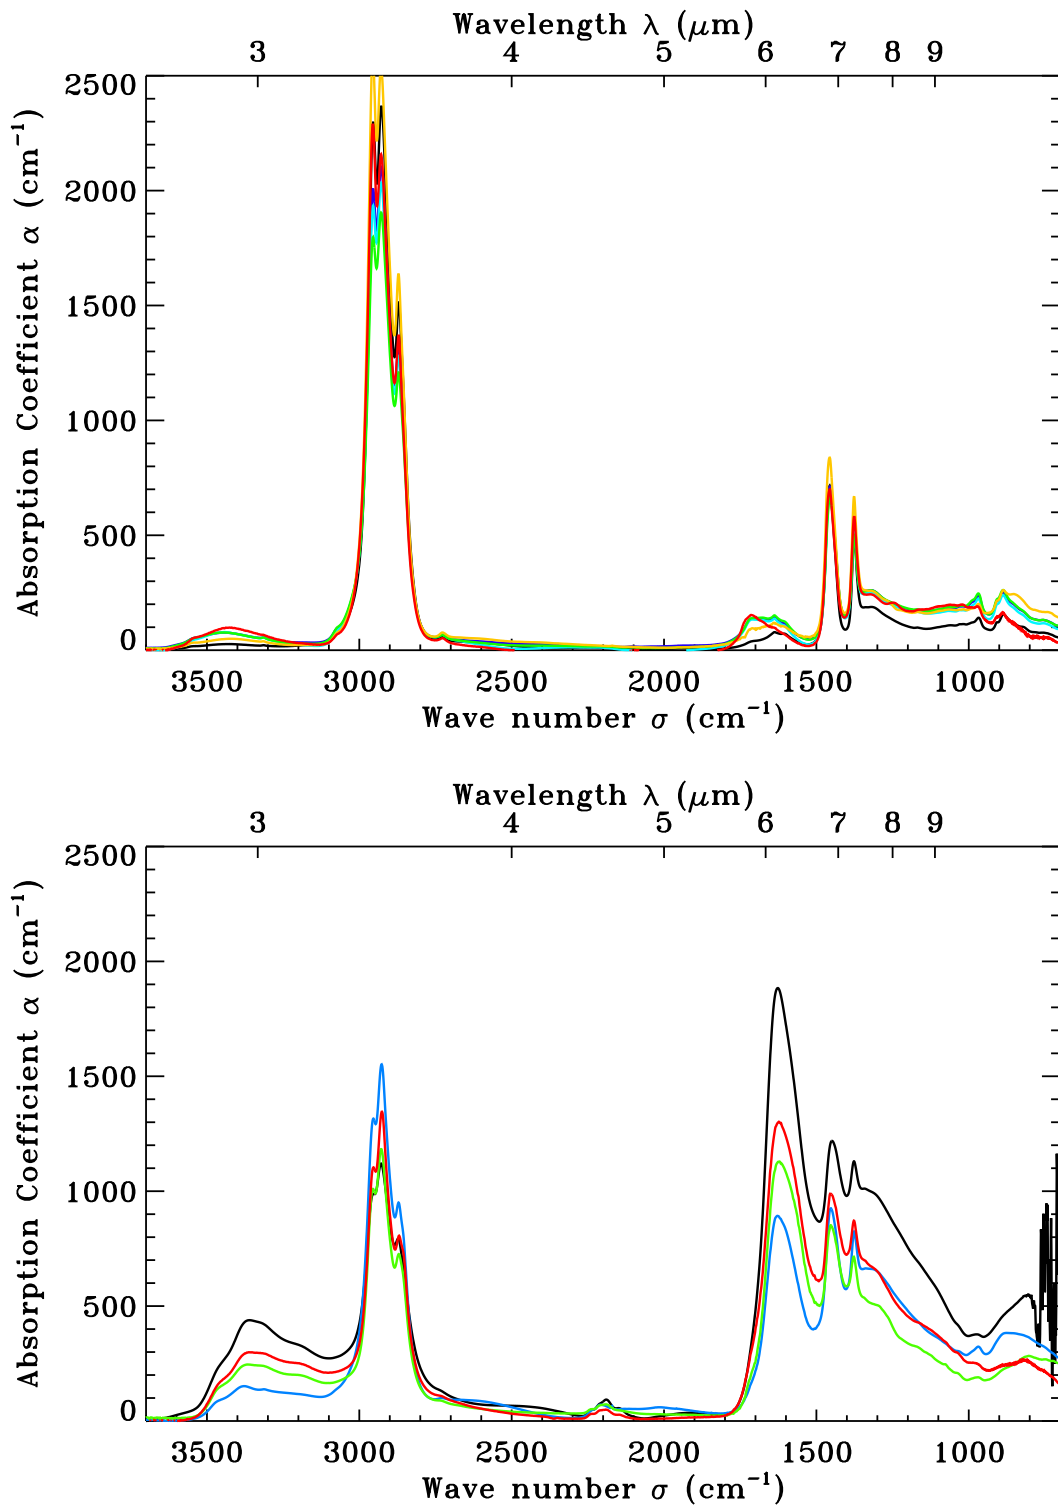 Wavelength λ (μm)
3 4 5 6 7 8 9
Absorption Coefficient α (cm⁻¹)
2500
2000
1500
1000
500
0
3500 3000 2500 2000 1500 1000
Wave number σ (cm⁻¹)
Wavelength λ (μm)
3 4 5 6 7 8 9
Absorption Coefficient α (cm⁻¹)
2500
2000
1500
1000
500
0
3500 3000 2500 2000 1500 1000
Wave number σ (cm⁻¹)